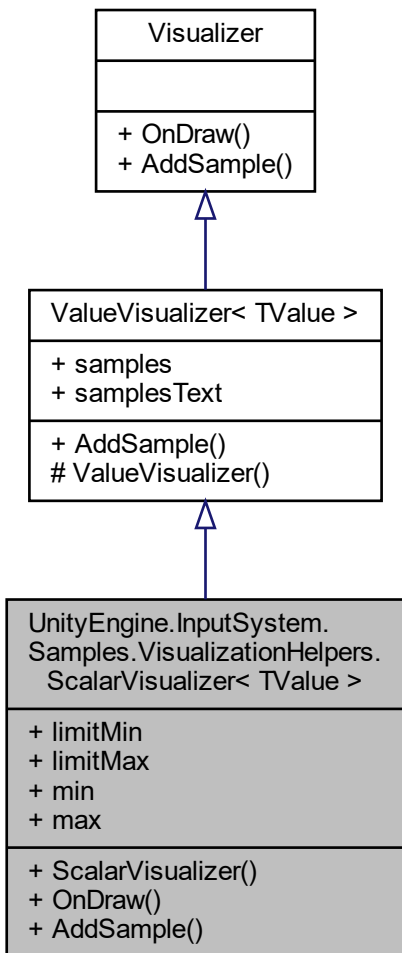 Visualizer
+ OnDraw()
+ AddSample()
ValueVisualizer< TValue >
+ samples
+ samplesText
+ AddSample()
# ValueVisualizer()
UnityEngine.InputSystem.
Samples.VisualizationHelpers.
ScalarVisualizer< TValue >
+ limitMin
+ limitMax
+ min
+ max
+ ScalarVisualizer()
+ OnDraw()
+ AddSample()